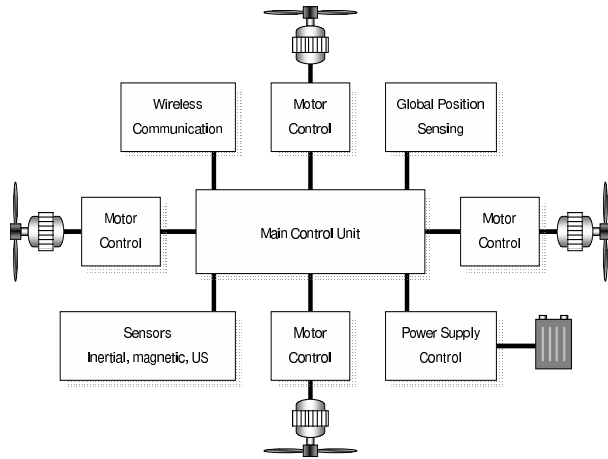 Wireless
Communication
Motor
Control
Global Position
Sensing
Motor
Control
Main Control Unit
Motor
Control
Sensors
Inertial, magnetic, US
Motor
Control
Power Supply
Control